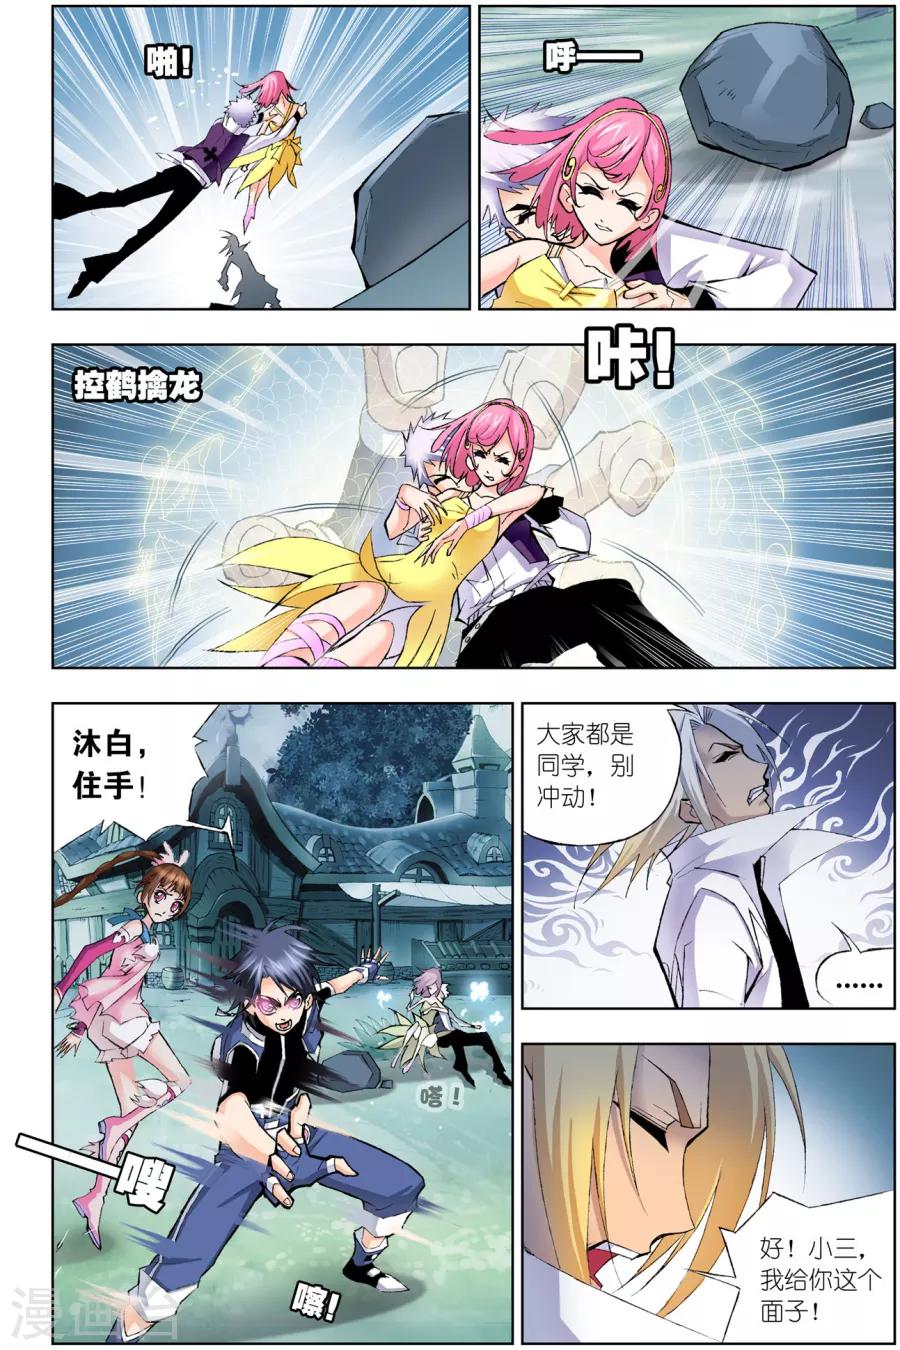 啪！
呼——
咔！
控鹤擒龙
沐白，
住手！
大家都是
同学，别
冲动！
……
嗒！
——嗖
嚓！
好！小三，
我给你这个
面子！
漫画台